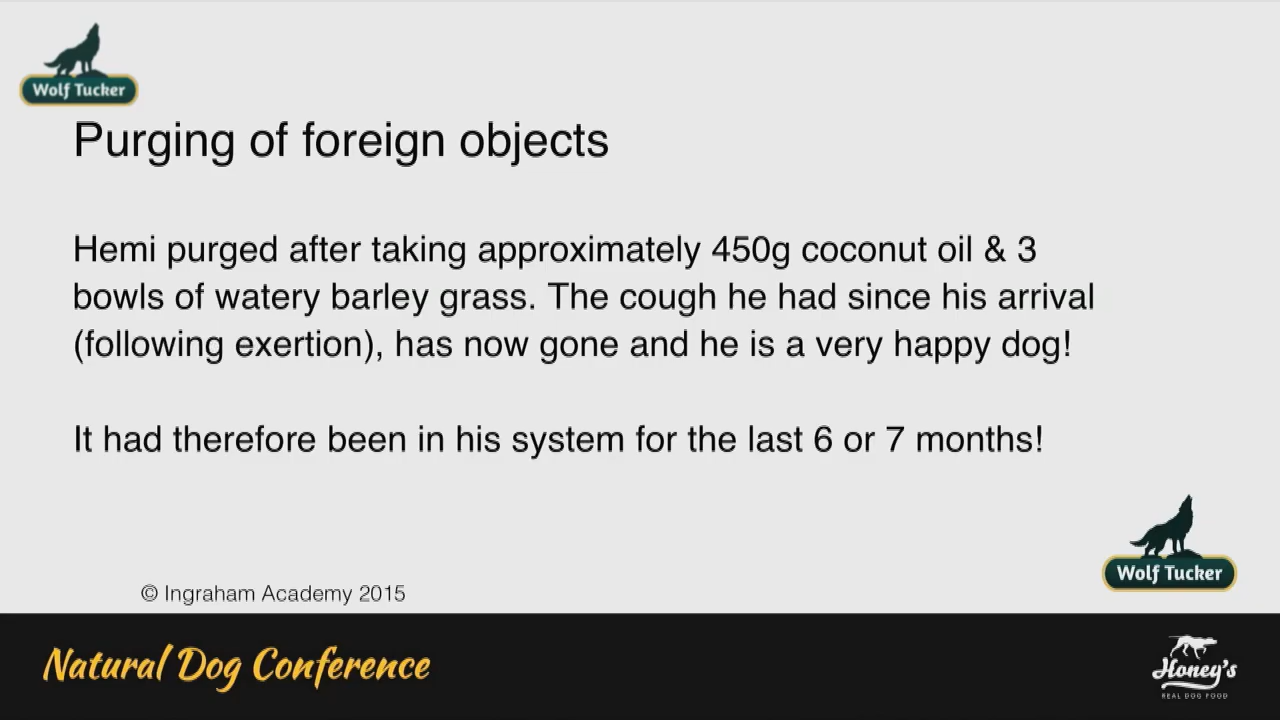 Wolf Tucker
Purging of foreign objects
Hemi purged after taking approximately 450g coconut oil & 3
bowls of watery barley grass. The cough he had since his arrival
(following exertion), has now gone and he is a very happy dog!
It had therefore been in his system for the last 6 or 7 months!
Wolf Tucker
© Ingraham Academy 2015
Natural Dog Conference
Honey's
REAL DOG FOOD